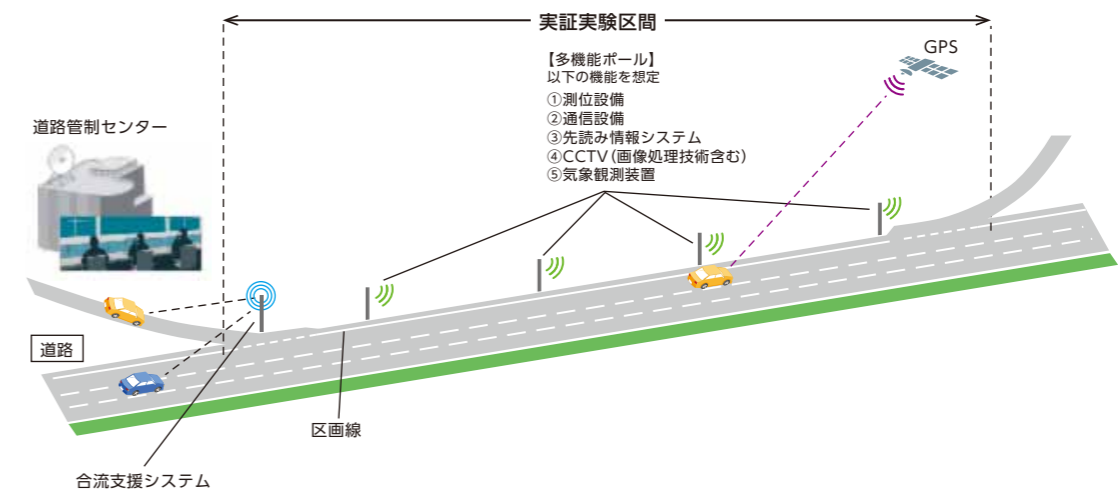 実証実験区間
【多機能ポール】
以下の機能を想定
①測位設備
②通信設備
③先読み情報システム
④CCTV(画像処理技術含む)
⑤気象観測装置
GPS
道路管制センター
道路
区画線
合流支援システム